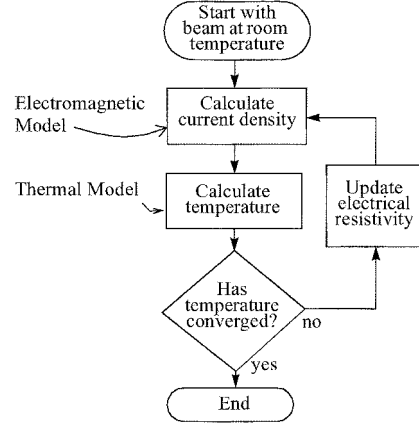 Start with
beam at room
temperature
Electromagnetic
Model
Calculate
current density
Thermal Model
Calculate
temperature
Update
electrical
resistivity
Has
temperature
converged?
no
yes
End